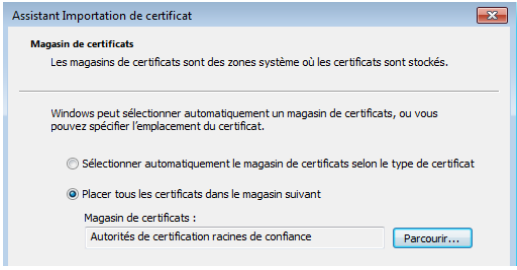 Assistant Importation de certificat
Magasin de certificats
Les magasins de certificats sont des zones système où les certificats sont stockés.
Windows peut sélectionner automatiquement un magasin de certificats, ou vous
pouvez spécifier l'emplacement du certificat.
Sélectionner automatiquement le magasin de certificats selon le type de certificat
Placer tous les certificats dans le magasin suivant
Magasin de certificats :
Autorités de certification racines de confiance
Parcourir...